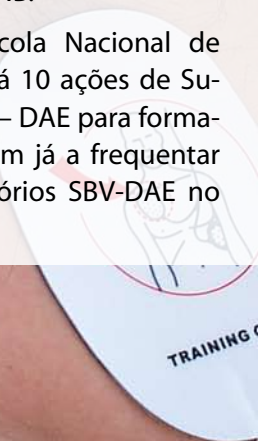 cola Nacional de
á 10 ações de Su-
– DAE para forma-
m já a frequentar
órios SBV-DAE no
TRAINING